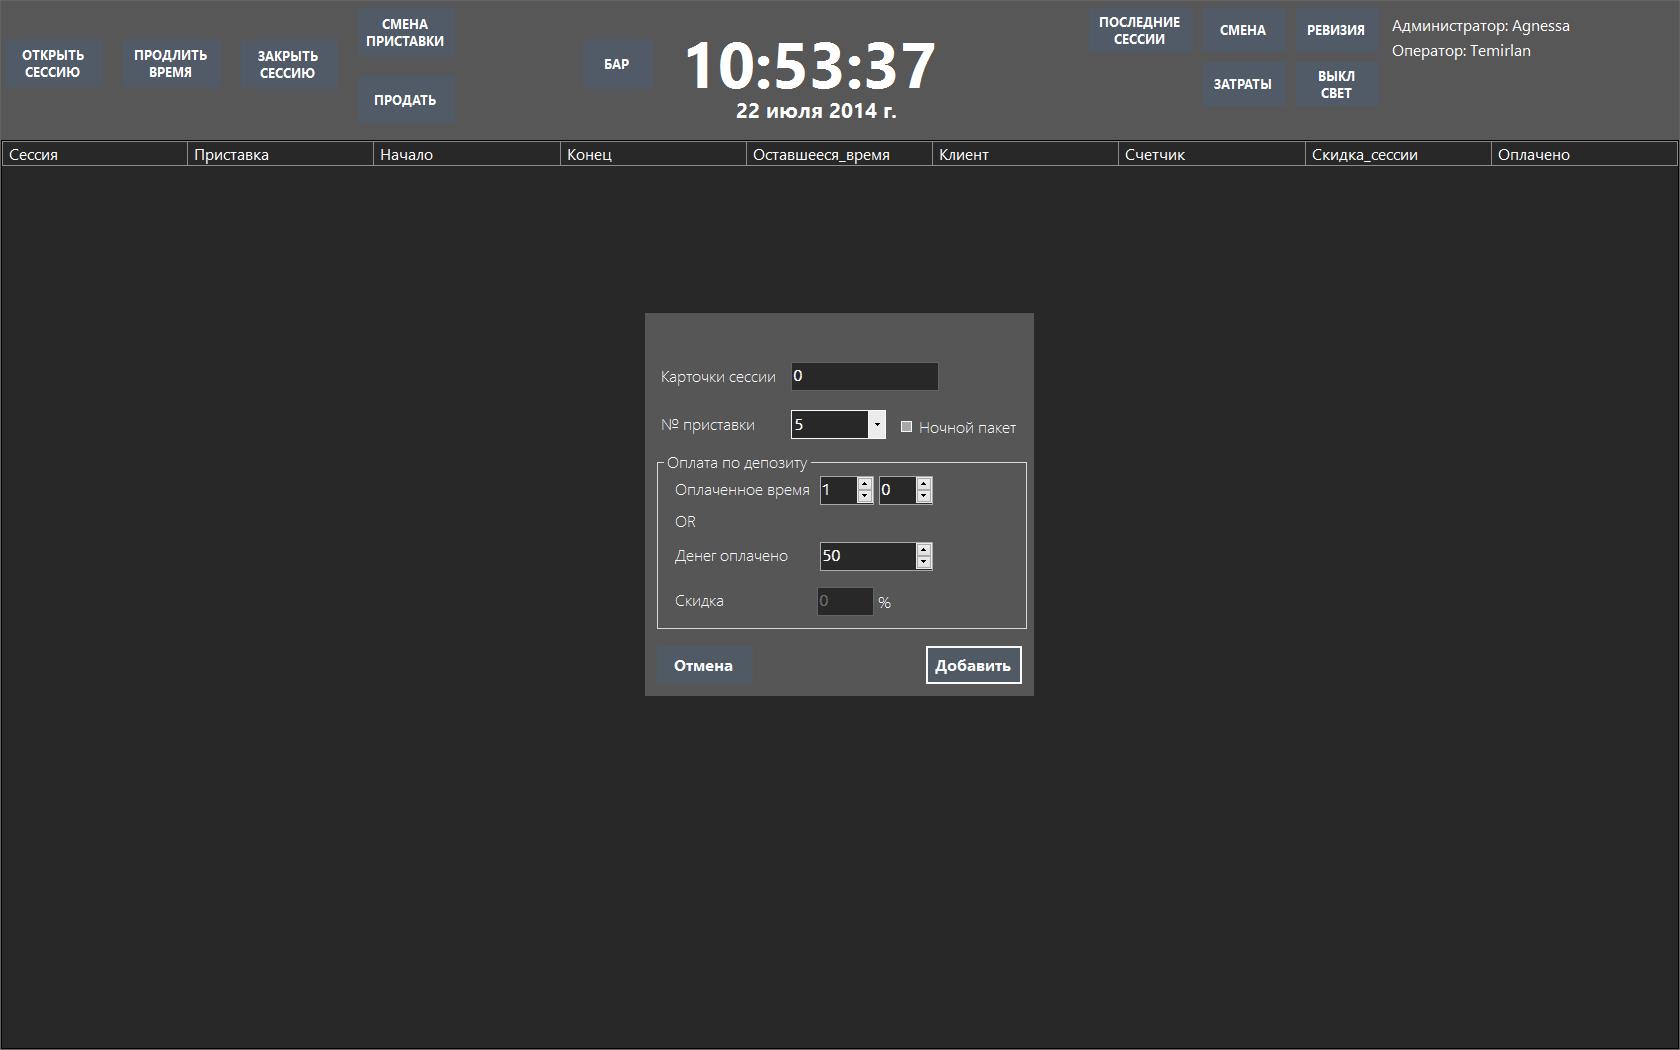 ОТКРЫТЬ
СЕССИЮ
ПРОДЛИТЬ
ВРЕМЯ
ЗАКРЫТЬ
СЕССИЮ
СМЕНА
ПРИСТАВКИ
ПРОДАТЬ
БАР
10:53:37
22 июля 2014 г.
ПОСЛЕДНИЕ
СЕССИИ
СМЕНА
РЕВИЗИЯ
ЗАТРАТЫ
ВЫКЛ
СВЕТ
Администратор: Agnessa
Оператор: Temirlan
Сессия Приставка Начало Конец Оставшееся_время Клиент Счетчик Скидка_сессии Оплачено
Карточки сессии 0
№ приставки 5 Ночной пакет
Оплата по депозиту
Оплаченное время 1 0
OR
Денег оплачено 50
Скидка 0 %
Отмена Добавить